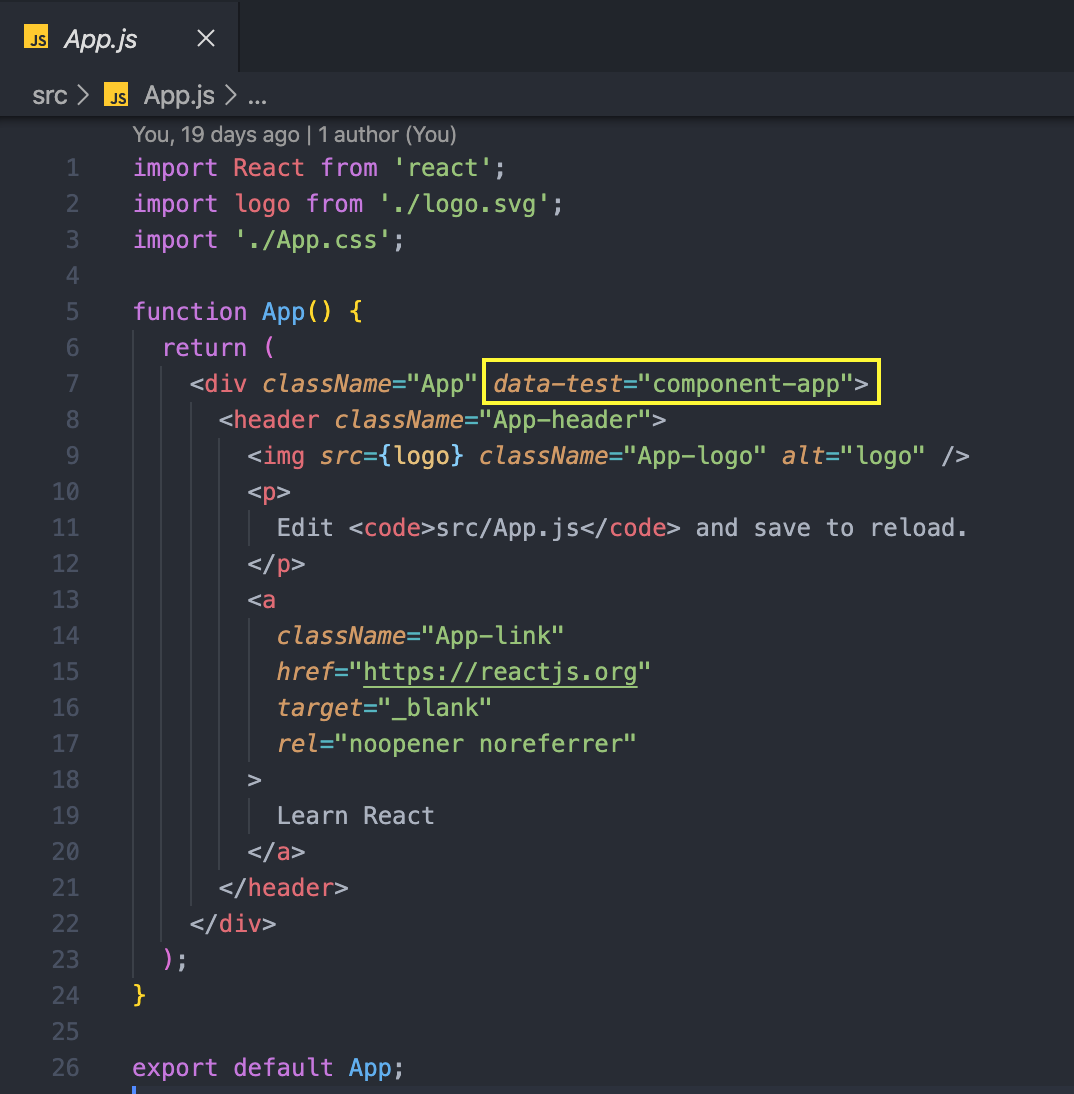 JS App.js ×
src > JS App.js > ...
You, 19 days ago | 1 author (You)
1 import React from 'react';
2 import logo from './logo.svg';
3 import './App.css';
4
5 function App() {
6   return (
7     <div className="App" data-test="component-app">
8       <header className="App-header">
9         <img src={logo} className="App-logo" alt="logo" />
10         <p>
11           Edit <code>src/App.js</code> and save to reload.
12         </p>
13         <a
14           className="App-link"
15           href="https://reactjs.org"
16           target="_blank"
17           rel="noopener noreferrer"
18         >
19           Learn React
20         </a>
21       </header>
22     </div>
23   );
24 }
25
26 export default App;